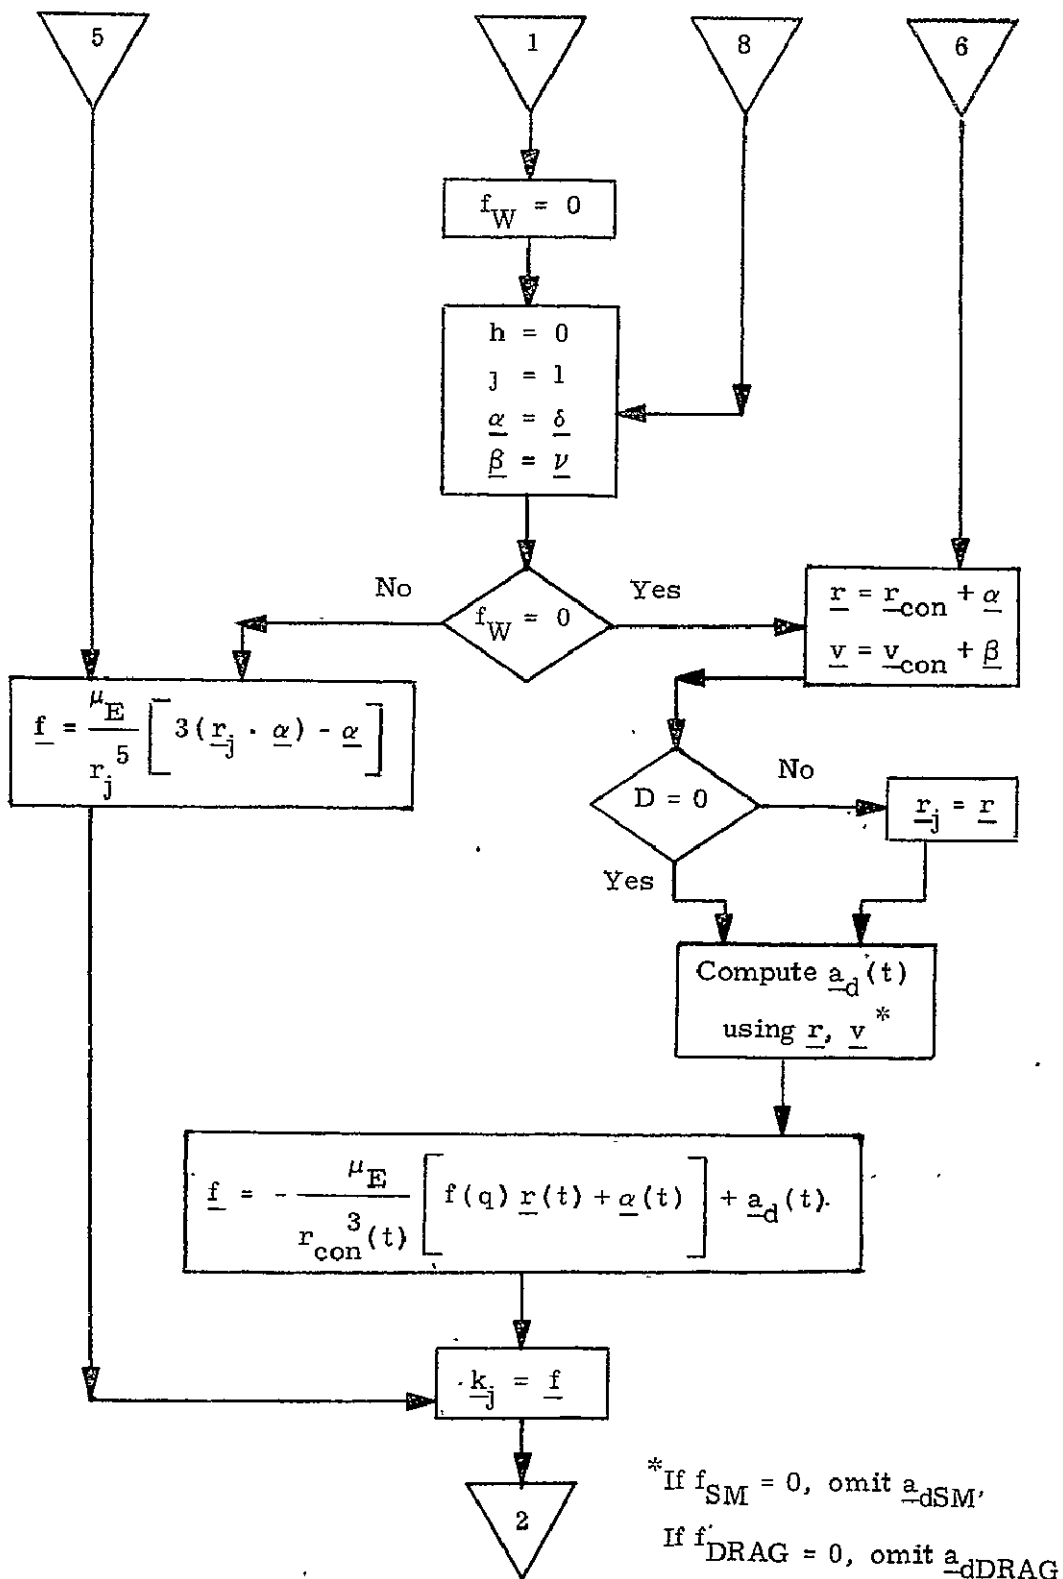 5
1
8
6
f_W = 0
h = 0
j = 1
α = δ
β = ν
No
f_W = 0
Yes
r = r_con + α
v = v_con + β
f = μ_E / r_j^5 [ 3(r_j · α) - α ]
D = 0
No
r_j = r
Yes
Compute a_d(t)
using r, v *
f = - μ_E / r_con^3(t) [ f(q) r(t) + α(t) ] + a_d(t).
k_j = f
2
*If f_SM = 0, omit a_dSM,
If f_DRAG = 0, omit a_dDRAG